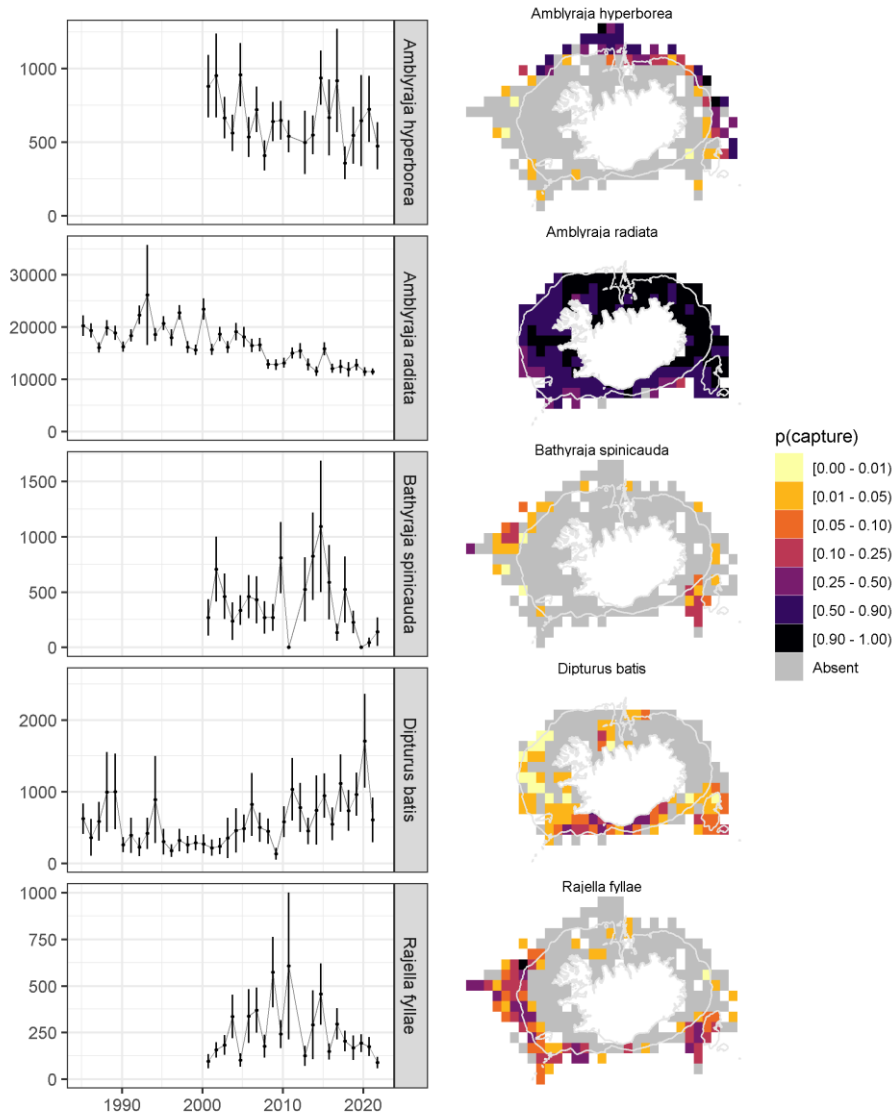 Amblyraja hyperborea
1000
500
0
Amblyraja hyperborea
Amblyraja radiata
30000
20000
10000
0
Amblyraja radiata
Bathyraja spinicauda
1500
1000
500
0
Bathyraja spinicauda
p(capture)
[0.00 - 0.01)
[0.01 - 0.05)
[0.05 - 0.10)
[0.10 - 0.25)
[0.25 - 0.50)
[0.50 - 0.90)
[0.90 - 1.00)
Absent
Dipturus batis
2000
1000
0
Dipturus batis
Rajella fyllae
1000
750
500
250
0
Rajella fyllae
1990 2000 2010 2020